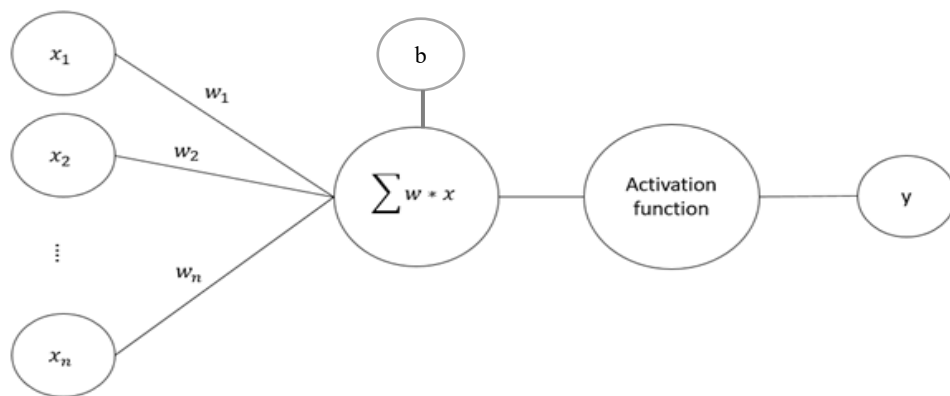 x₁
b
w₁
x₂
w₂
∑ w * x
Activation
function
y
⁞
wₙ
xₙ